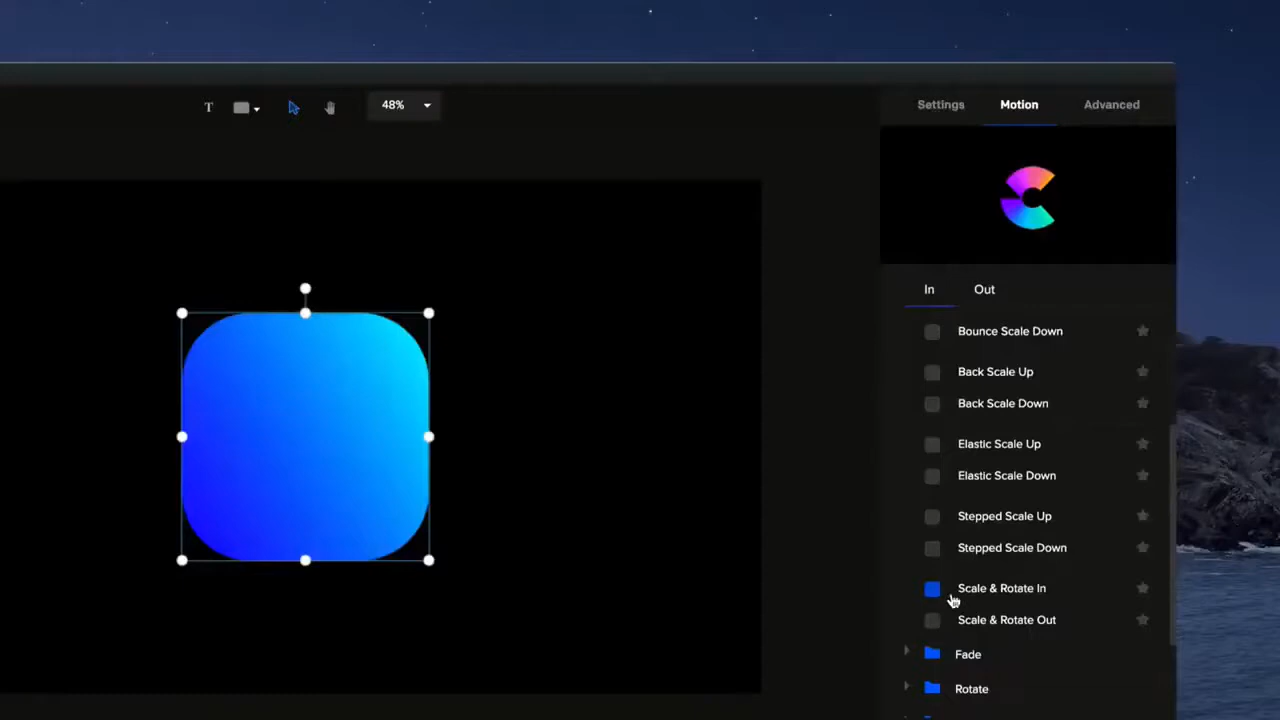 T
48%
Settings
Motion
Advanced
In
Out
Bounce Scale Down
Back Scale Up
Back Scale Down
Elastic Scale Up
Elastic Scale Down
Stepped Scale Up
Stepped Scale Down
Scale & Rotate In
Scale & Rotate Out
Fade
Rotate